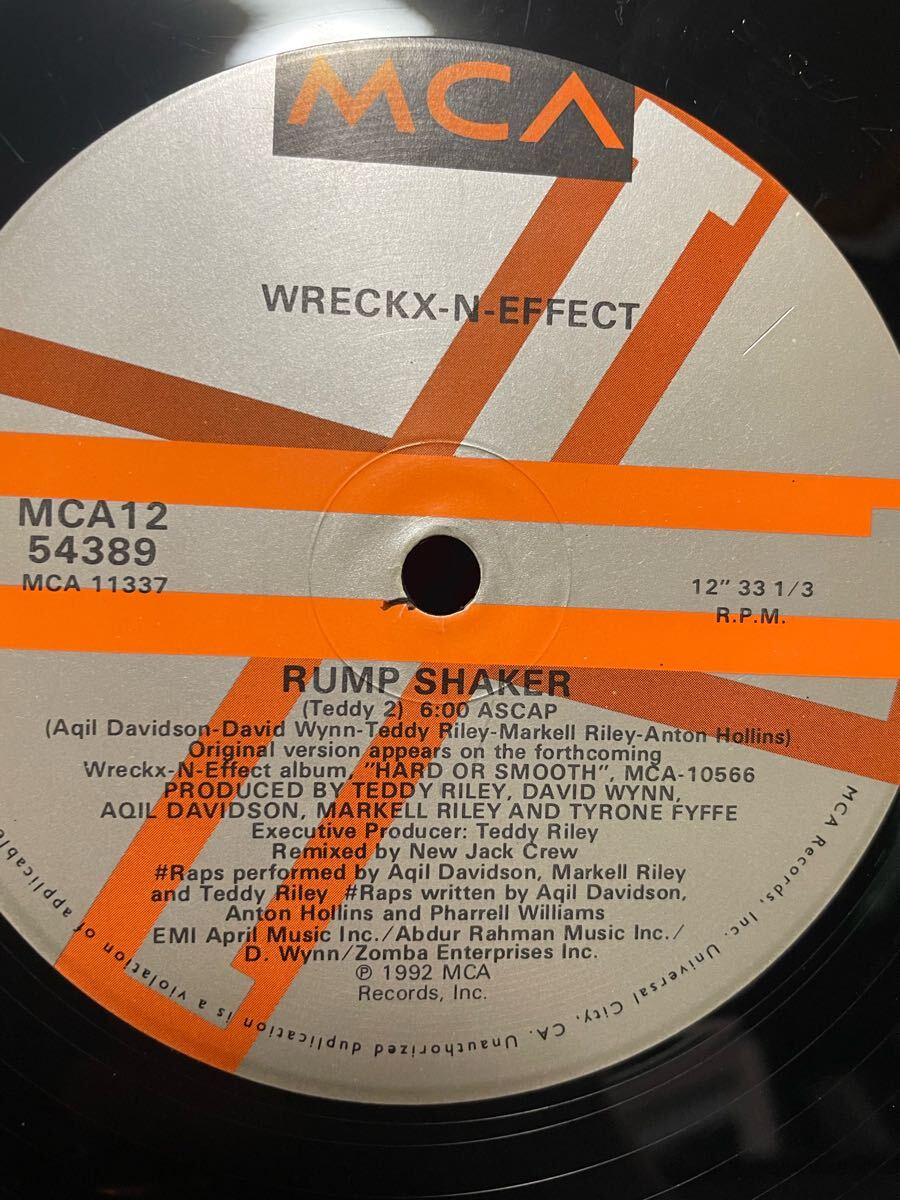 MCA
WRECKX-N-EFFECT
MCA12
54389
MCA 11337
12" 33 1/3
R.P.M.
RUMP SHAKER
(Teddy 2) 6:00 ASCAP
(Aqil Davidson-David Wynn-Teddy Riley-Markell Riley-Anton Hollins)
Original version appears on the forthcoming
Wreckx-N-Effect album, "HARD OR SMOOTH", MCA-10566
PRODUCED BY TEDDY RILEY, DAVID WYNN,
AQIL DAVIDSON, MARKELL RILEY AND TYRONE FYFFE
Executive Producer: Teddy Riley
Remixed by New Jack Crew
#Raps performed by Aqil Davidson, Markell Riley
and Teddy Riley #Raps written by Aqil Davidson,
Anton Hollins and Pharrell Williams
EMI April Music Inc./Abdur Rahman Music Inc./
D. Wynn/Zomba Enterprises Inc.
℗ 1992 MCA
Records, Inc.
MCA Records, Inc. Universal City, CA. Unauthorized duplication is a violation of applicable